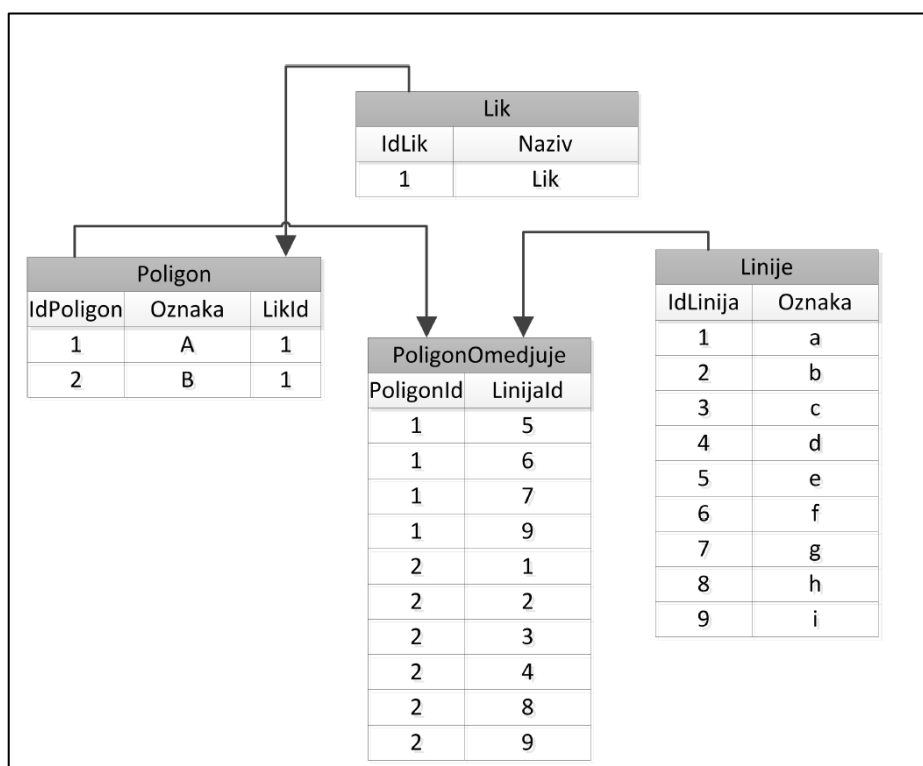 Lik
IdLik Naziv
1 Lik
Poligon
IdPoligon Oznaka LikId
1 A 1
2 B 1
PoligonOmedjuje
PoligonId LinijaId
1 5
1 6
1 7
1 9
2 1
2 2
2 3
2 4
2 8
2 9
Linije
IdLinija Oznaka
1 a
2 b
3 c
4 d
5 e
6 f
7 g
8 h
9 i